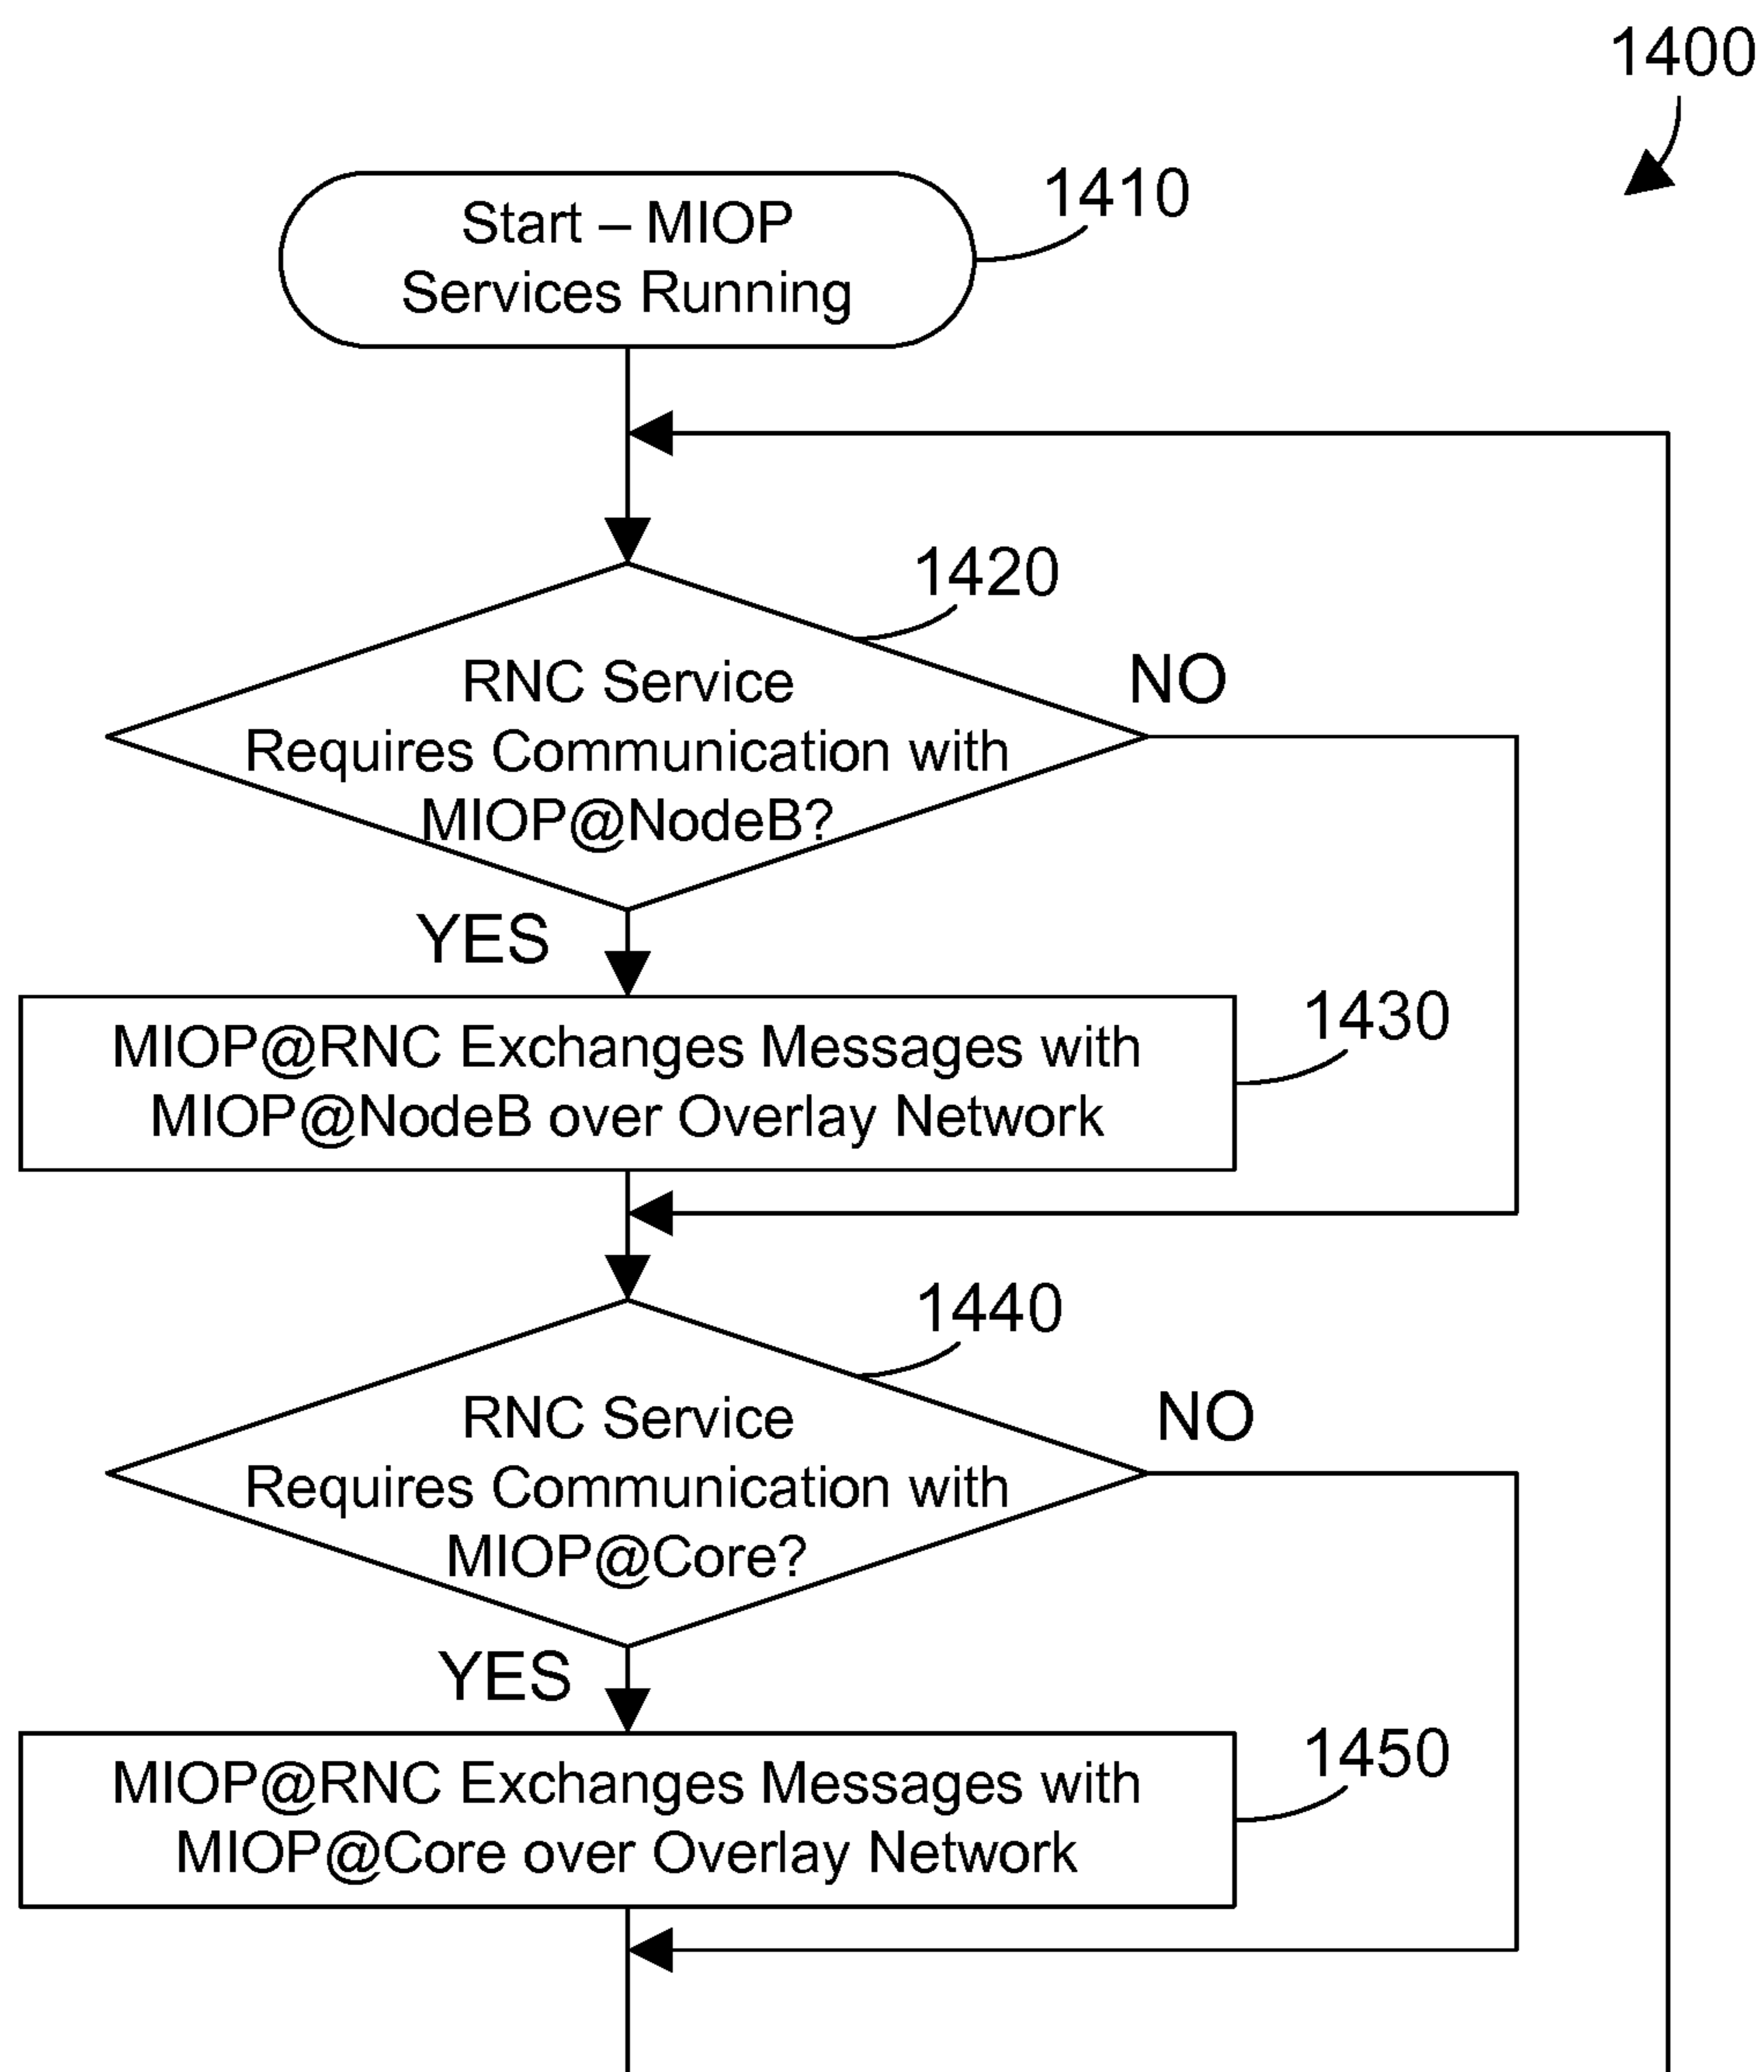 1400
1410
Start – MIOP
Services Running
1420
RNC Service
Requires Communication with
MIOP@NodeB?
NO
YES
1430
MIOP@RNC Exchanges Messages with
MIOP@NodeB over Overlay Network
1440
RNC Service
Requires Communication with
MIOP@Core?
NO
YES
1450
MIOP@RNC Exchanges Messages with
MIOP@Core over Overlay Network